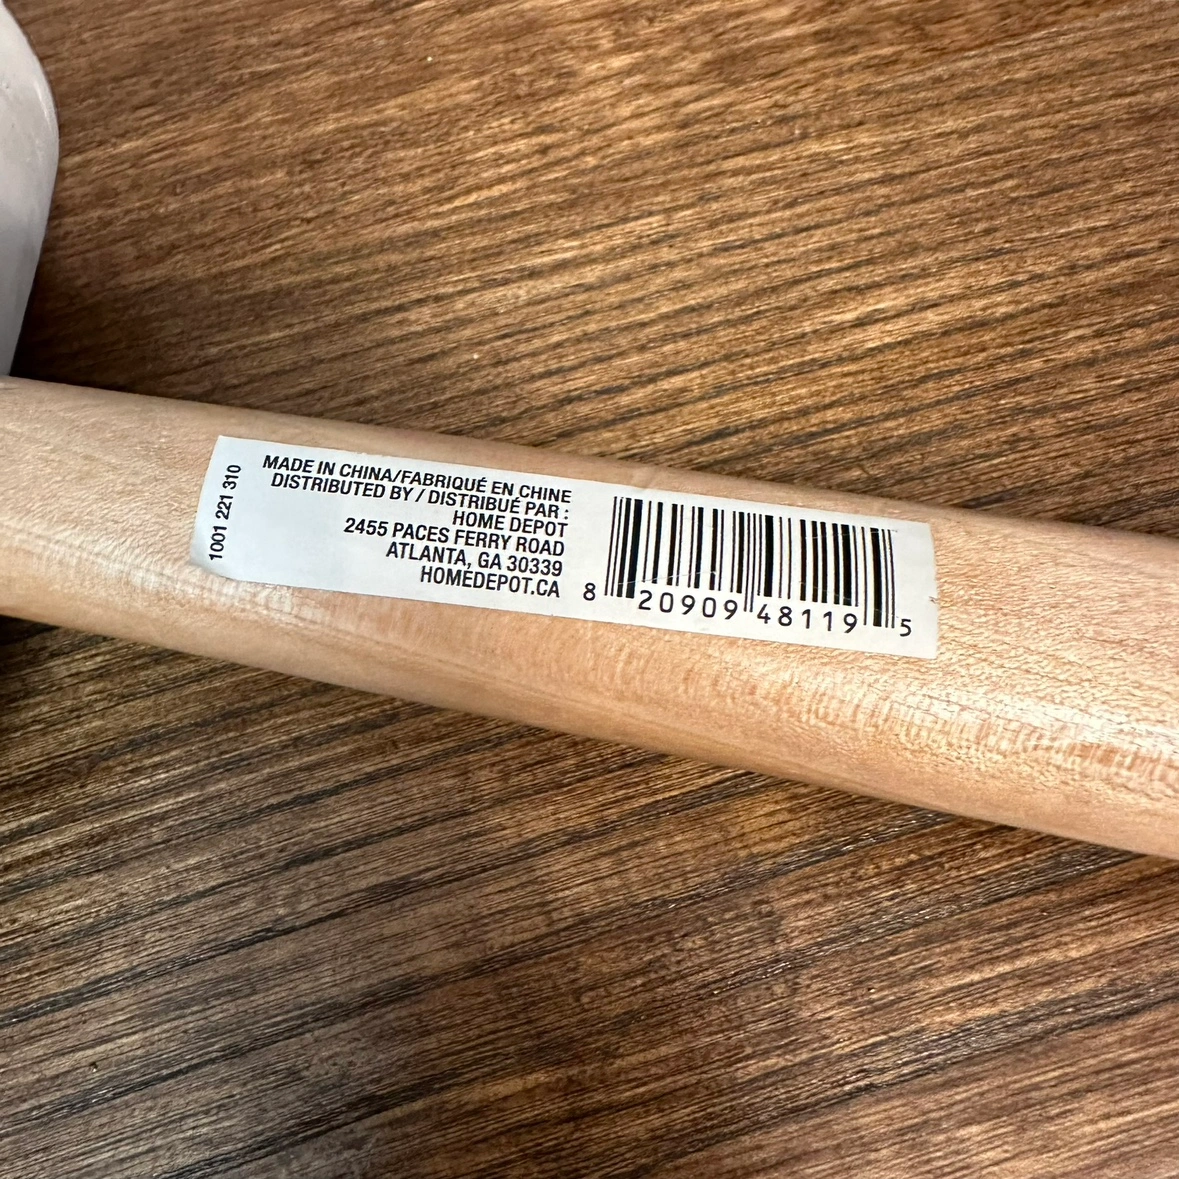 1001 221 310
MADE IN CHINA/FABRIQUÉ EN CHINE
DISTRIBUTED BY / DISTRIBUÉ PAR :
HOME DEPOT
2455 PACES FERRY ROAD
ATLANTA, GA 30339
HOMEDEPOT.CA
8 20909 48119 5